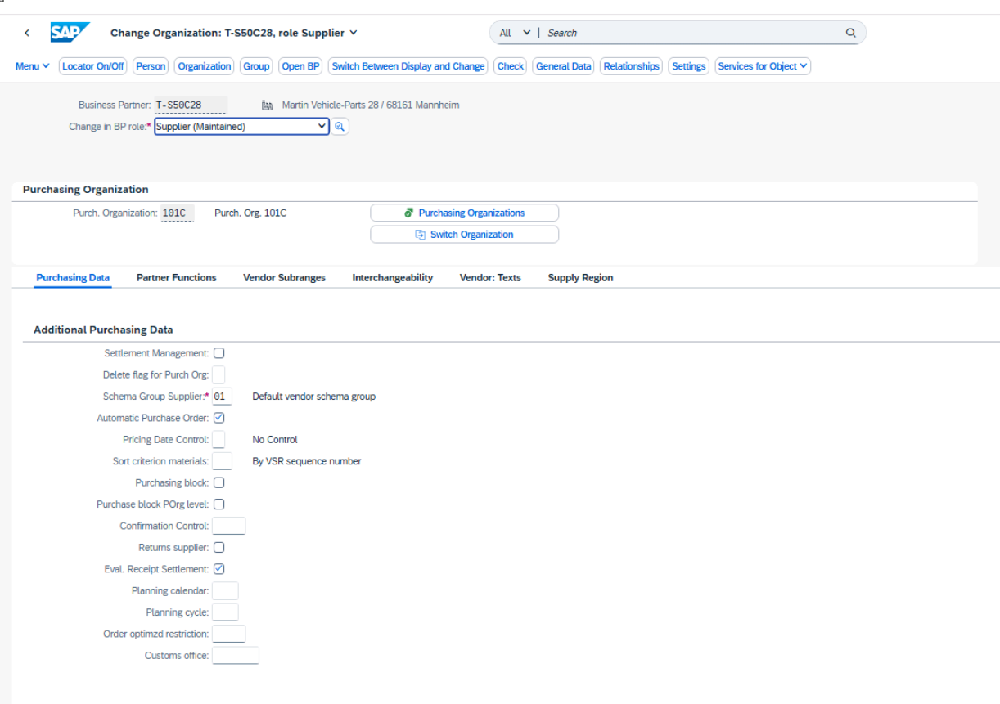 SAP Change Organization: T-S50C28, role Supplier All Search
Menu Locator On/Off Person Organization Group Open BP Switch Between Display and Change Check General Data Relationships Settings Services for Object
Business Partner: T-S50C28 Martin Vehicle-Parts 28 / 68161 Mannheim
Change in BP role:* Supplier (Maintained)
Purchasing Organization
Purch. Organization: 101C Purch. Org. 101C Purchasing Organizations
Switch Organization
Purchasing Data Partner Functions Vendor Subranges Interchangeability Vendor: Texts Supply Region
Additional Purchasing Data
Settlement Management:
Delete flag for Purch Org:
Schema Group Supplier:* 01 Default vendor schema group
Automatic Purchase Order:
Pricing Date Control: No Control
Sort criterion materials: By VSR sequence number
Purchasing block:
Purchase block POrg level:
Confirmation Control:
Returns supplier:
Eval. Receipt Settlement:
Planning calendar:
Planning cycle:
Order optimzd restriction:
Customs office: